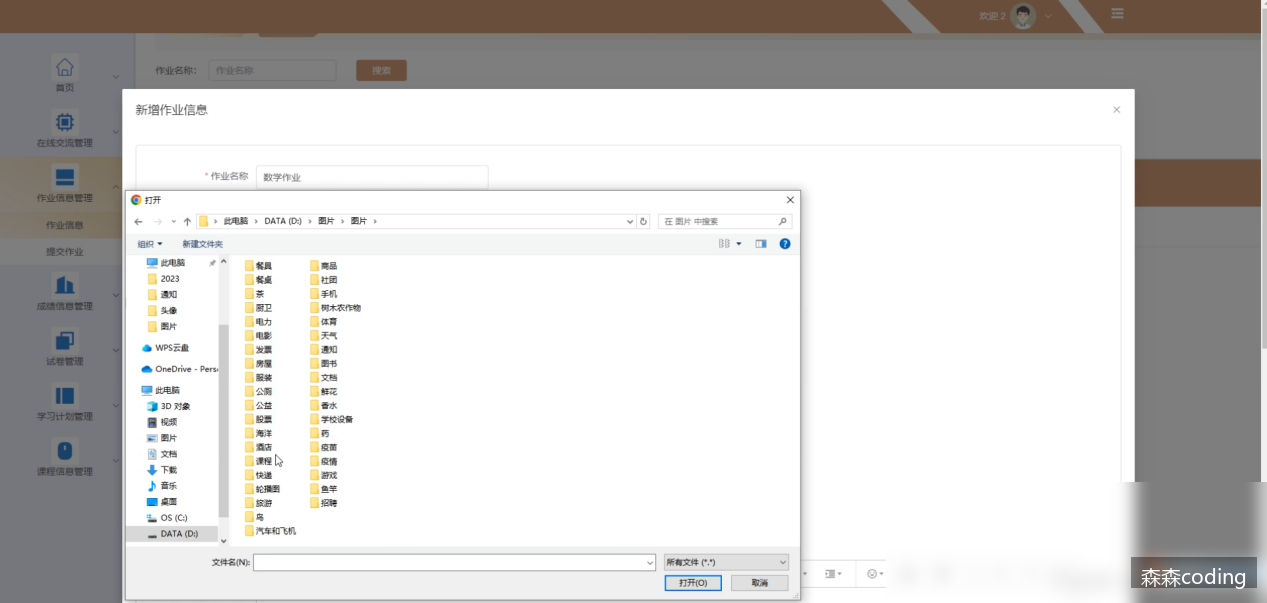 欢迎 2
作业名称： 作业名称 搜索
首页
在线交流管理
作业信息管理
作业信息
提交作业
成绩信息管理
试卷管理
学习计划管理
课程信息管理
新增作业信息
* 作业名称 数学作业
打开
此电脑 › DATA (D:) › 图片 › 图片 ›
在 图片 中搜索
组织 新建文件夹
此电脑
2023
通知
头像
图片
WPS云盘
OneDrive - Pers
此电脑
3D 对象
视频
图片
文档
下载
音乐
桌面
OS (C:)
DATA (D:)
餐具
餐桌
茶
厨卫
电力
电影
发票
房屋
服装
公厕
公益
股票
海洋
酒店
课程
快递
轮播图
旅游
鸟
汽车和飞机
商品
社团
手机
树木农作物
体育
天气
通知
图书
文档
鲜花
香水
学校设备
药
疫苗
疫情
游戏
鱼竿
招聘
文件名(N):
所有文件 (*.*)
打开(O) 取消
森森coding